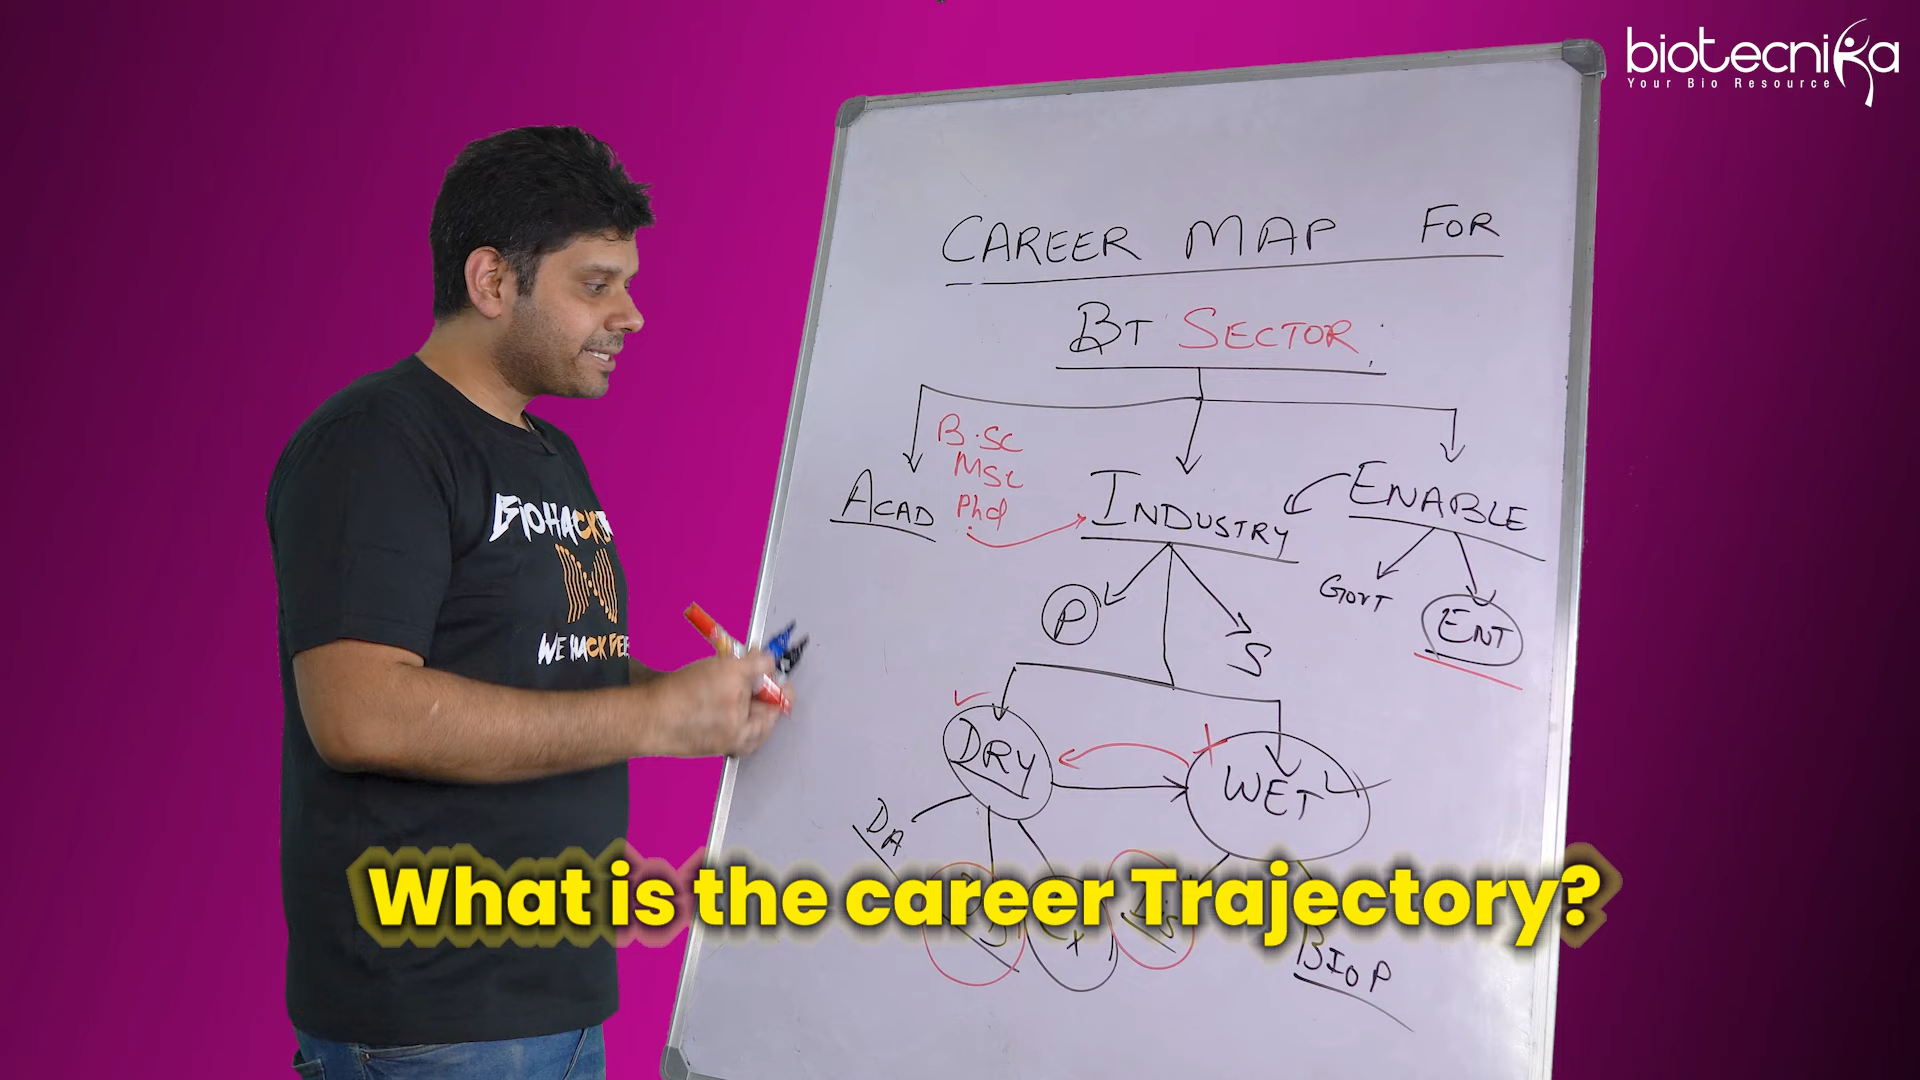 biotecnika
Your Bio Resource
CAREER MAP FOR
BT SECTOR
B.SC
MSC
Phd
ACAD
INDUSTRY
ENABLE
P
S
GOVT
ENT
DRY
WET
DA
BIOP
BIOHACK
WE HACK
What is the career Trajectory?